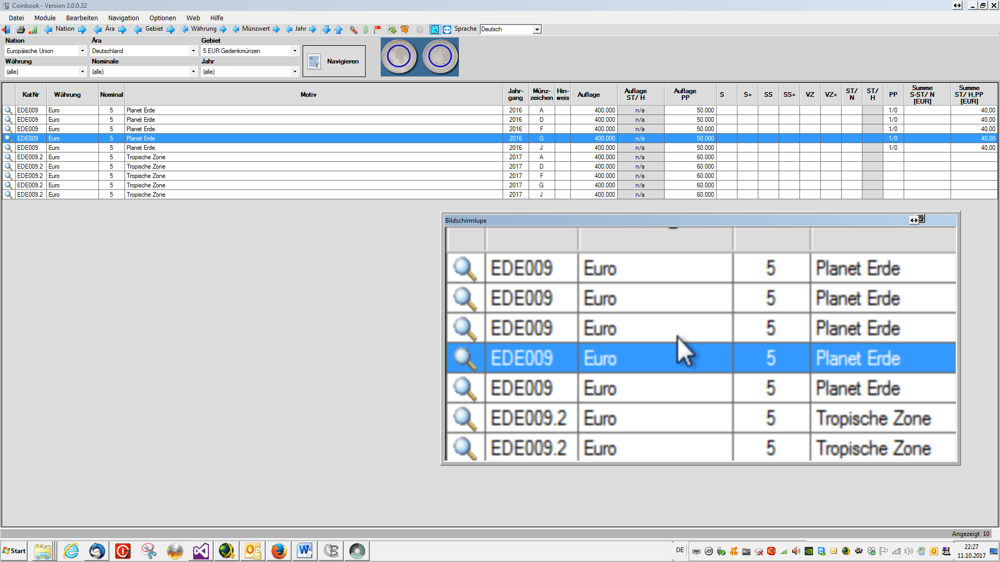 Coinbook - Version 3.0.0.32
Datei Module Bearbeiten Navigation Optionen Web Hilfe
Nation Ära Gebiet Währung Münzwert Jahr Sprache Deutsch
Nation Ära Gebiet
Europäische Union Deutschland 5 EUR Gedenkmünzen
Währung Nominale Jahr
(alle) (alle) (alle)
Navigieren
KatNr Währung Nominal Motiv Jahr-gang Münz-zeichen Hin-weis Auflage Auflage ST/ H Auflage PP S S+ SS SS+ VZ VZ+ ST/ N ST/ H PP Summe S-ST/ N [EUR] Summe ST/ H,PP [EUR]
EDE009 Euro 5 Planet Erde 2016 A 400.000 n/a 50.000 1/0 40,00
EDE009 Euro 5 Planet Erde 2016 D 400.000 n/a 50.000 1/0 40,00
EDE009 Euro 5 Planet Erde 2016 F 400.000 n/a 50.000 1/0 40,00
EDE009 Euro 5 Planet Erde 2016 G 400.000 n/a 50.000 1/0 40,00
EDE009 Euro 5 Planet Erde 2016 J 400.000 n/a 50.000 1/0 40,00
EDE009.2 Euro 5 Tropische Zone 2017 A 400.000 n/a 60.000
EDE009.2 Euro 5 Tropische Zone 2017 D 400.000 n/a 60.000
EDE009.2 Euro 5 Tropische Zone 2017 F 400.000 n/a 60.000
EDE009.2 Euro 5 Tropische Zone 2017 G 400.000 n/a 60.000
EDE009.2 Euro 5 Tropische Zone 2017 J 400.000 n/a 60.000
Bildschirmlupe
EDE009 Euro 5 Planet Erde
EDE009 Euro 5 Planet Erde
EDE009 Euro 5 Planet Erde
EDE009 Euro 5 Planet Erde
EDE009 Euro 5 Planet Erde
EDE009.2 Euro 5 Tropische Zone
EDE009.2 Euro 5 Tropische Zone
Angezeigt 10
Start
DE
22:27
11.10.2017